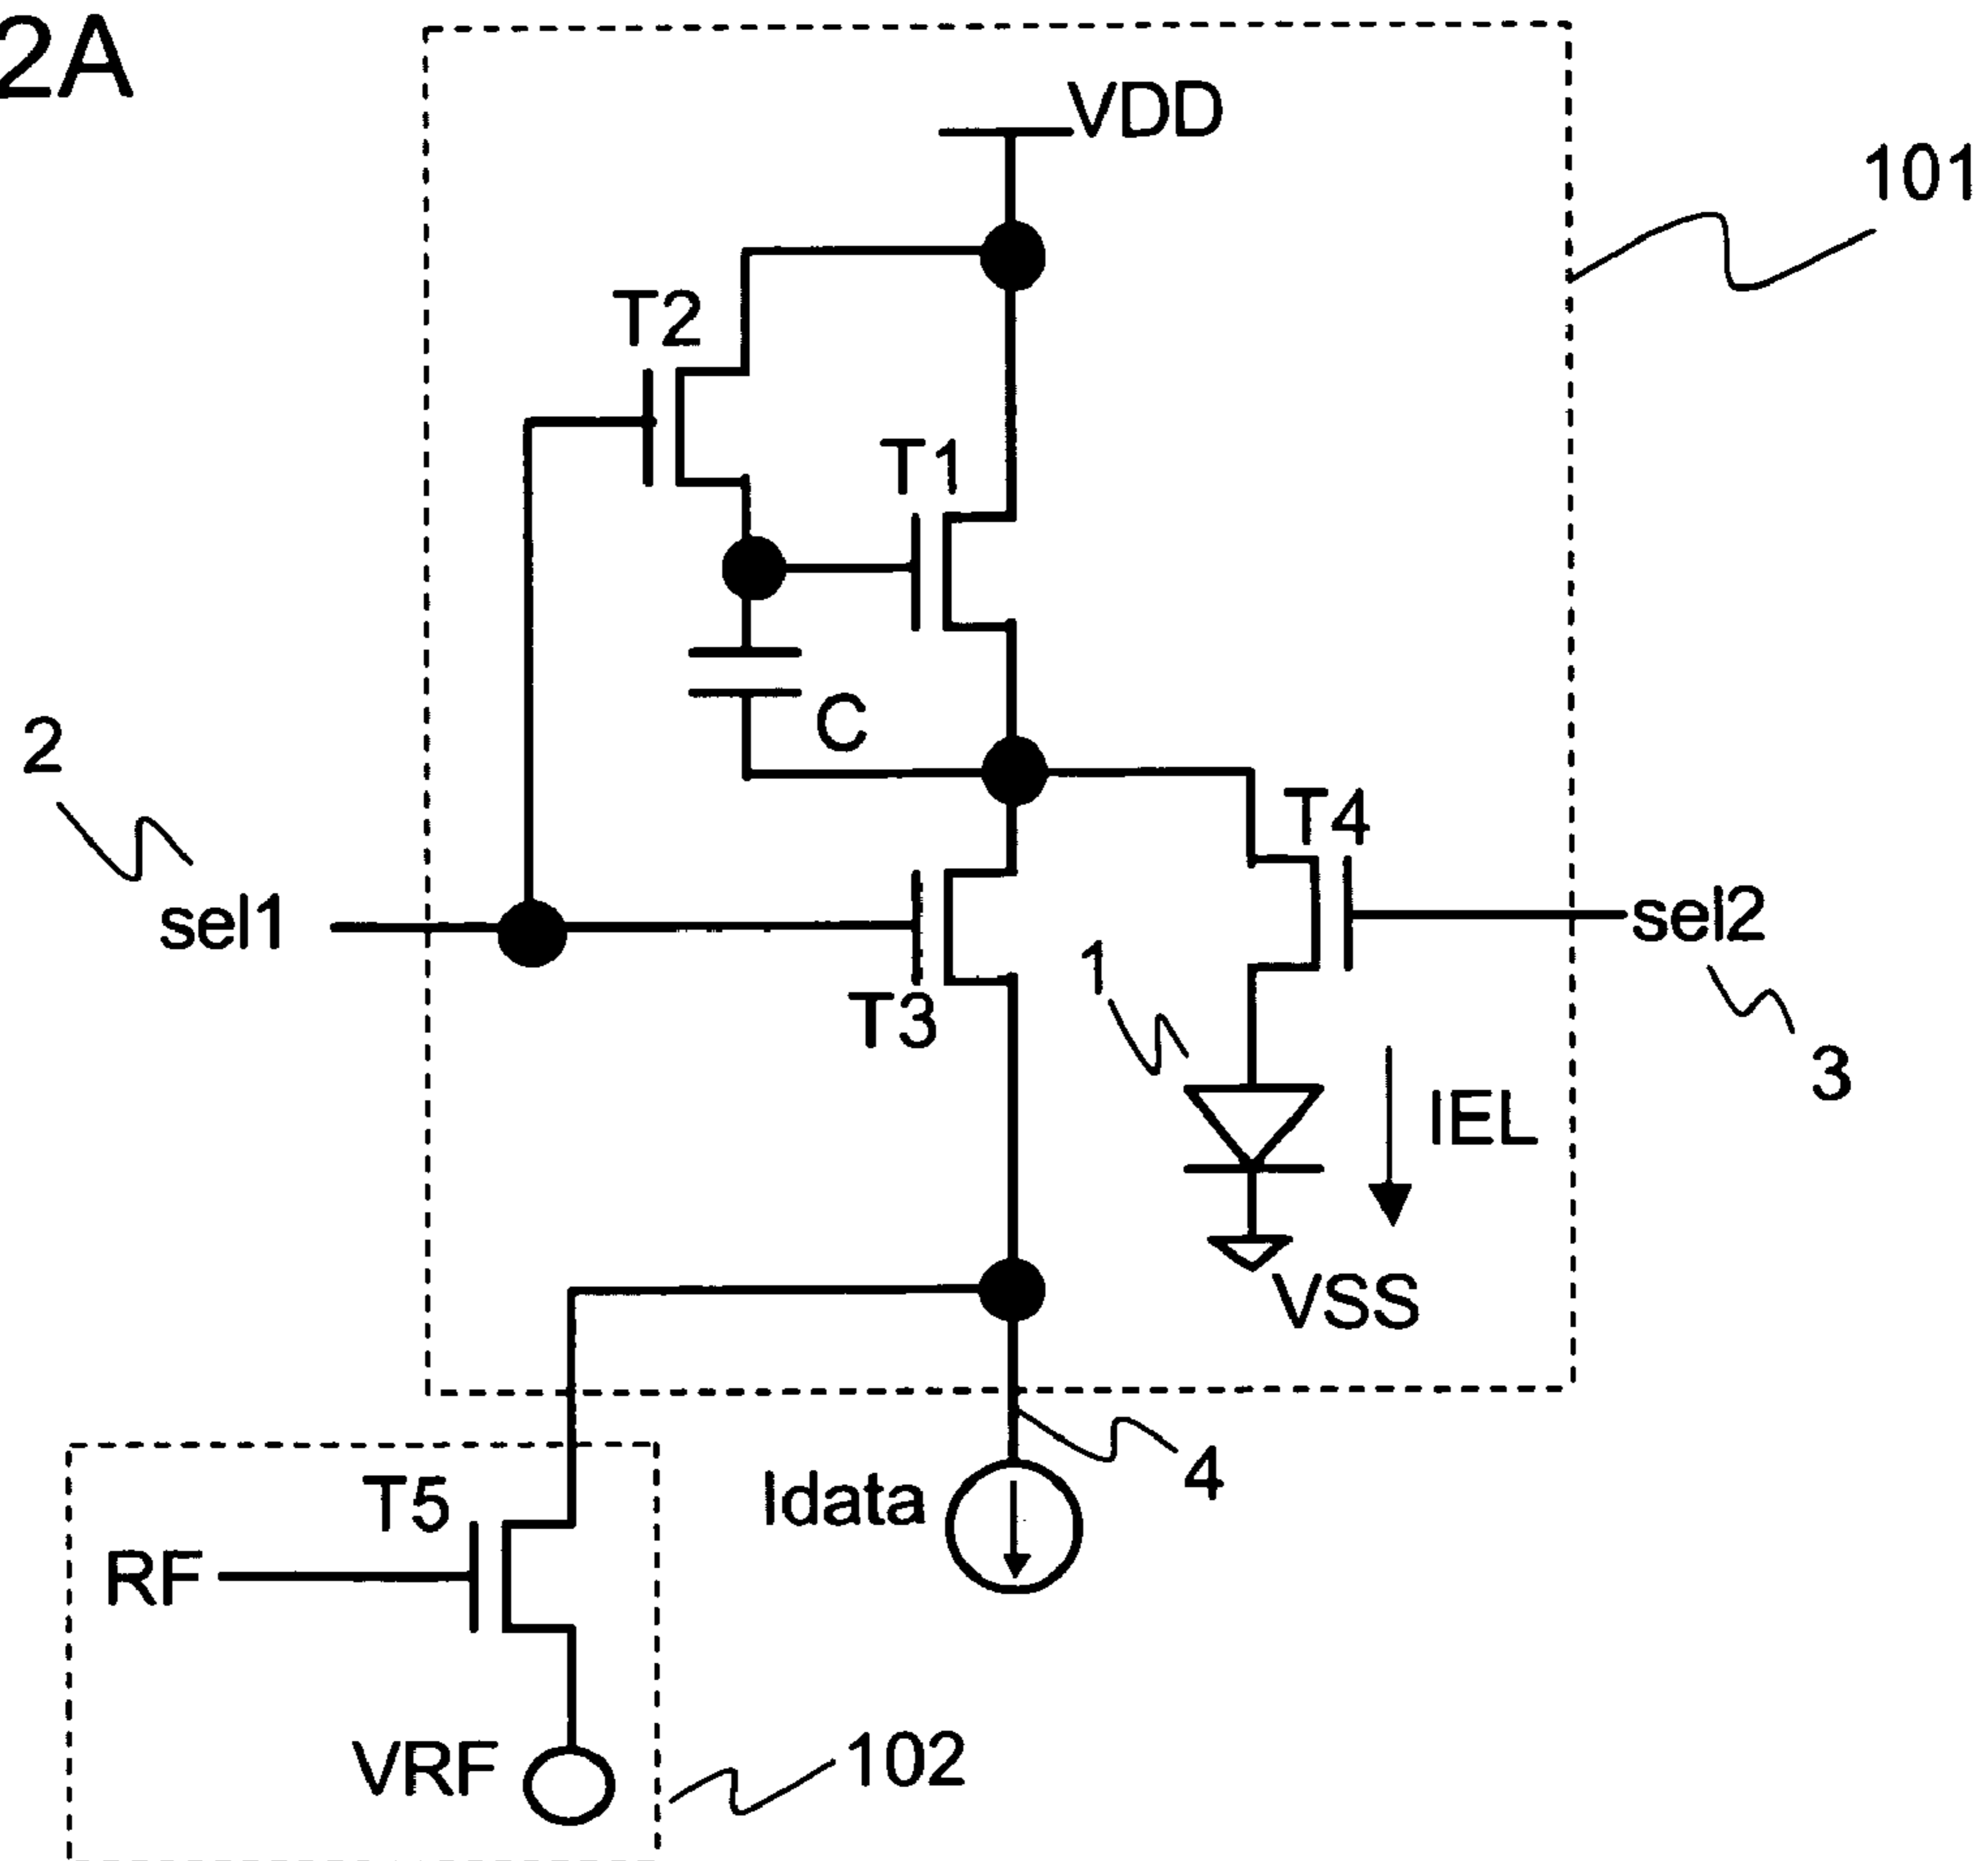 2A
VDD
101
T2
T1
C
2
T4
sel1
sel2
1
T3
3
IEL
VSS
4
T5
Idata
RF
VRF
102